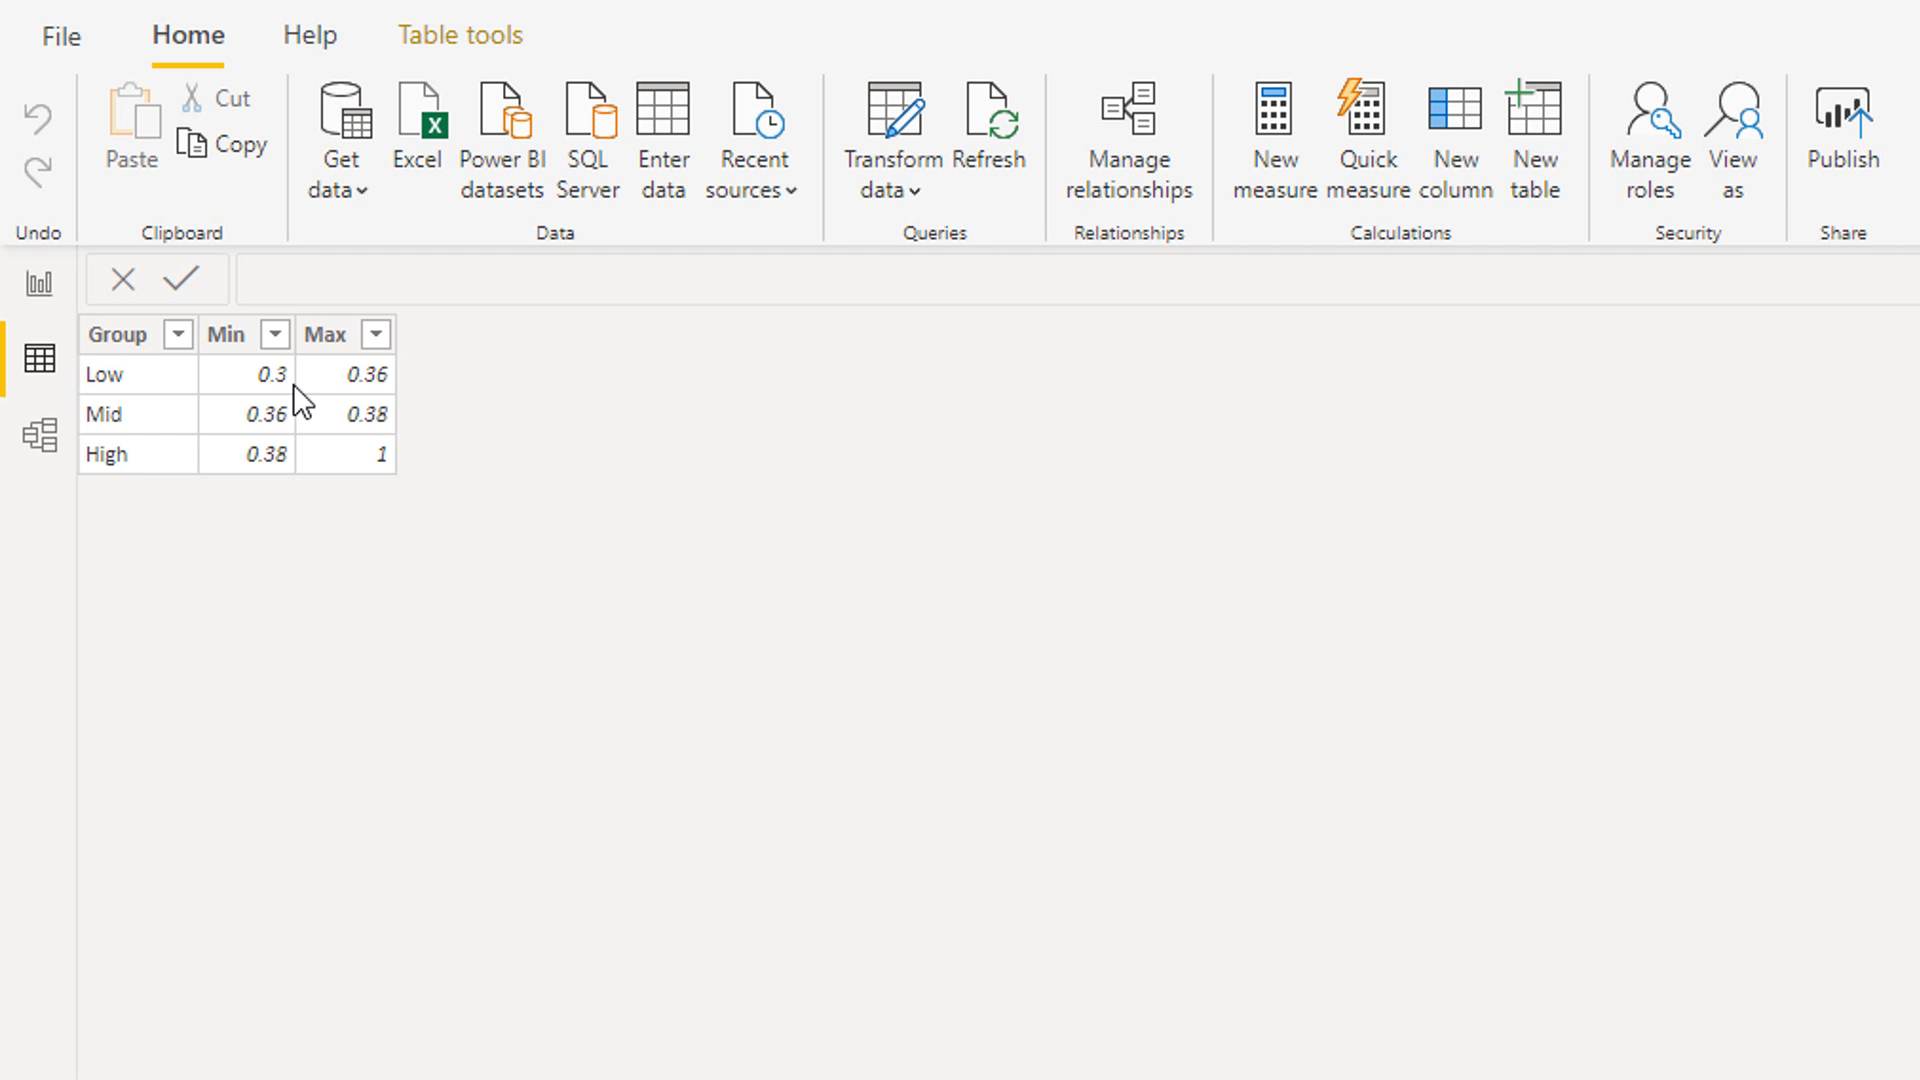 File Home Help Table tools
Paste Cut
Copy
Get data
Excel
Power BI datasets
SQL Server
Enter data
Recent sources
Transform data
Refresh
Manage relationships
New measure
Quick measure
New column
New table
Manage roles
View as
Publish
Undo Clipboard Data Queries Relationships Calculations Security Share
Group Min Max
Low 0.3 0.36
Mid 0.36 0.38
High 0.38 1